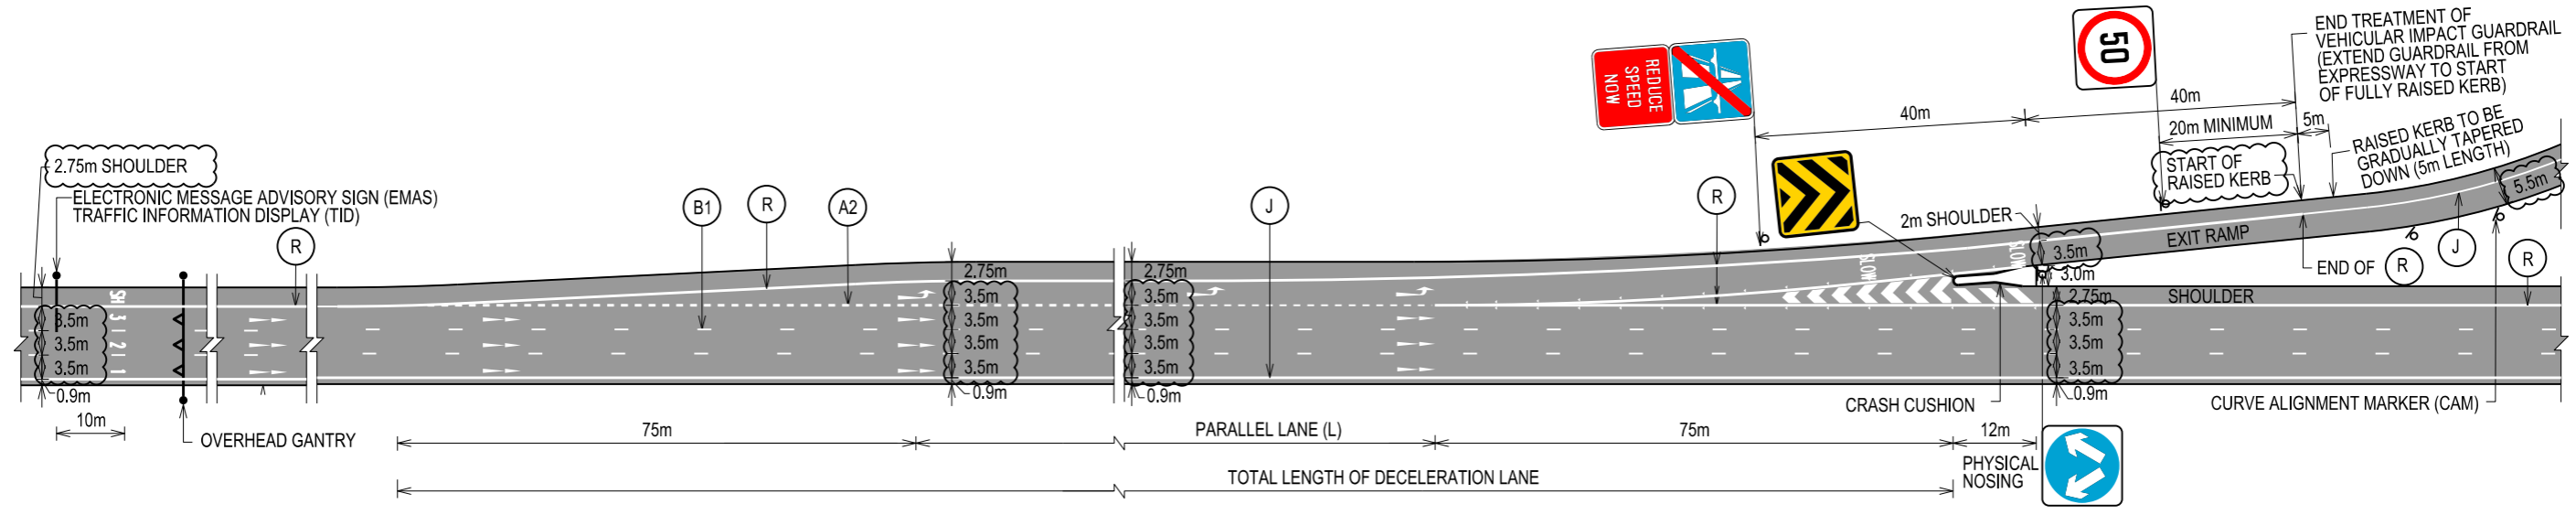 50
END TREATMENT OF
VEHICULAR IMPACT GUARDRAIL
(EXTEND GUARDRAIL FROM
EXPRESSWAY TO START
OF FULLY RAISED KERB)
REDUCE
SPEED
NOW
40m
40m
20m MINIMUM
5m
RAISED KERB TO BE
GRADUALLY TAPERED
DOWN (5m LENGTH)
START OF
RAISED KERB
2.75m SHOULDER
ELECTRONIC MESSAGE ADVISORY SIGN (EMAS)
TRAFFIC INFORMATION DISPLAY (TID)
R
B1
R
A2
J
R
2m SHOULDER
5.5m
EXIT RAMP
J
R
END OF
R
SLOW
SLOW
3.5m
3.0m
2.75m
SHOULDER
SH
3
2
1
3.5m
3.5m
3.5m
0.9m
2.75m
3.5m
3.5m
3.5m
3.5m
0.9m
2.75m
3.5m
3.5m
3.5m
3.5m
0.9m
3.5m
3.5m
3.5m
0.9m
10m
OVERHEAD GANTRY
CRASH CUSHION
CURVE ALIGNMENT MARKER (CAM)
75m
PARALLEL LANE (L)
75m
12m
PHYSICAL
NOSING
TOTAL LENGTH OF DECELERATION LANE